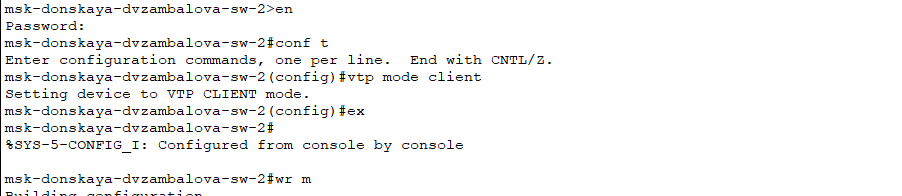 msk-donskaya-dvzambalova-sw-2>en
Password:
msk-donskaya-dvzambalova-sw-2#conf t
Enter configuration commands, one per line.  End with CNTL/Z.
msk-donskaya-dvzambalova-sw-2(config)#vtp mode client
Setting device to VTP CLIENT mode.
msk-donskaya-dvzambalova-sw-2(config)#ex
msk-donskaya-dvzambalova-sw-2#
%SYS-5-CONFIG_I: Configured from console by console
msk-donskaya-dvzambalova-sw-2#wr m
Building configuration